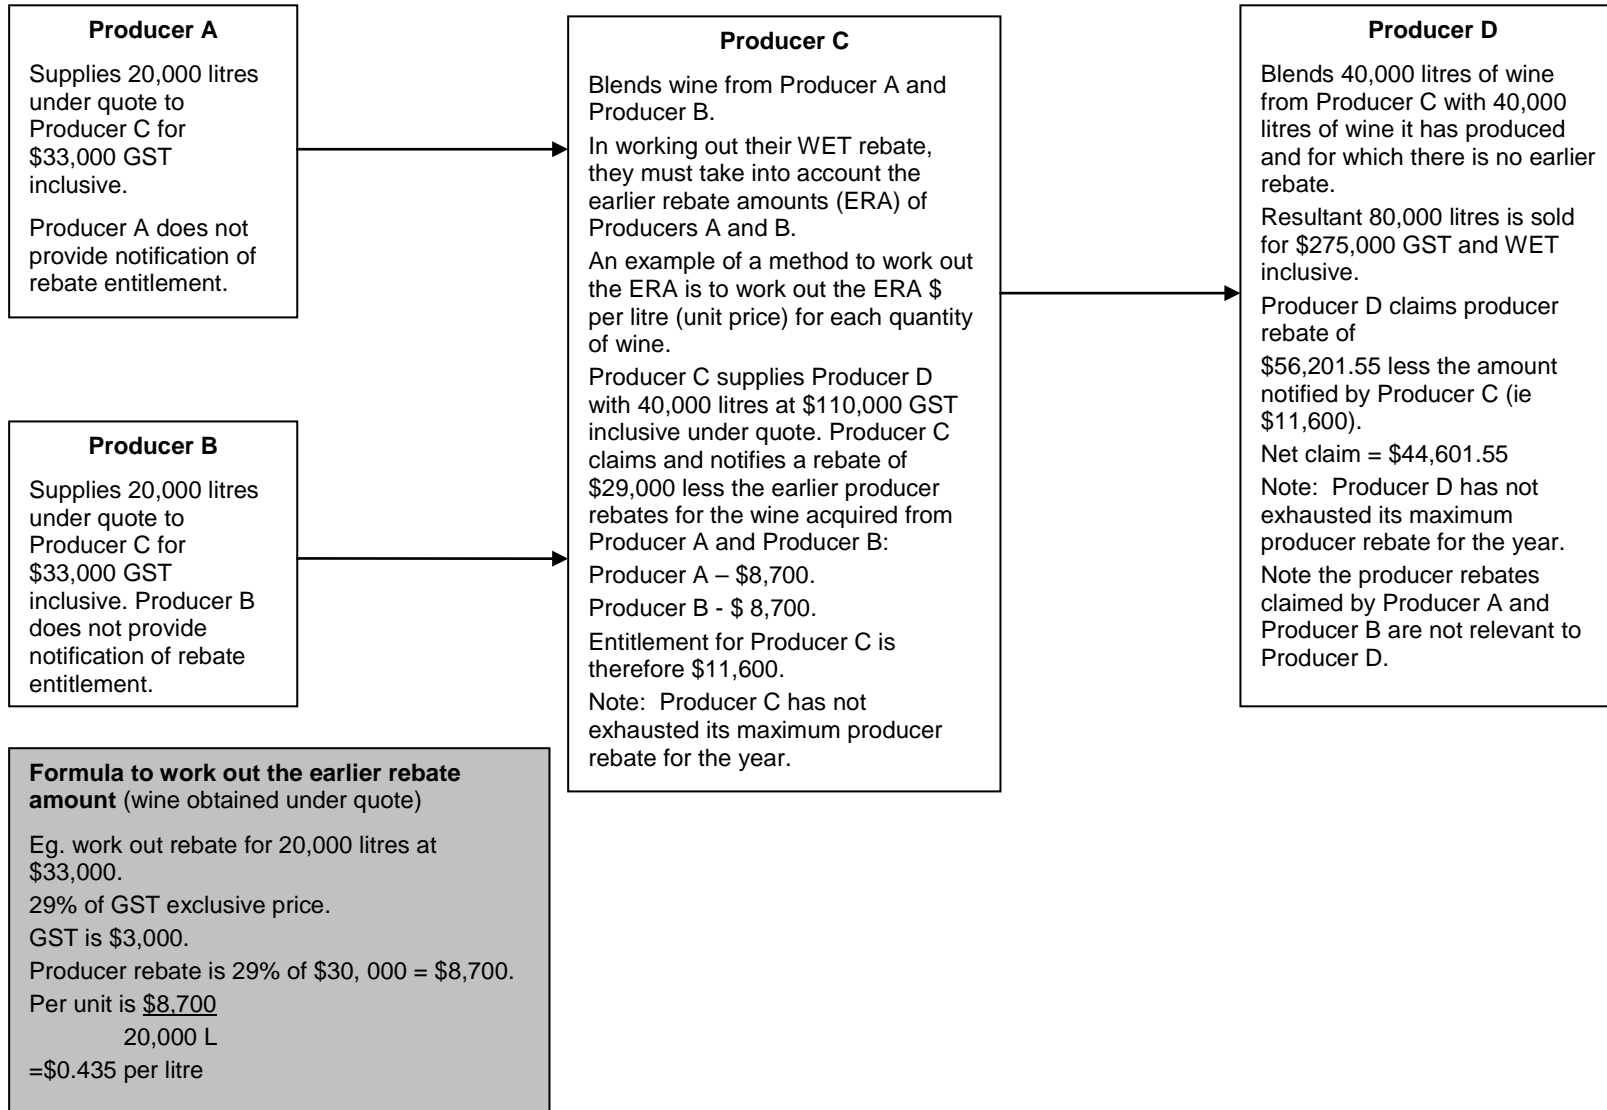 Producer A
Supplies 20,000 litres
under quote to
Producer C for
$33,000 GST
inclusive.
Producer A does not
provide notification of
rebate entitlement.
Producer B
Supplies 20,000 litres
under quote to
Producer C for
$33,000 GST
inclusive. Producer B
does not provide
notification of rebate
entitlement.
Formula to work out the earlier rebate
amount (wine obtained under quote)
Eg. work out rebate for 20,000 litres at
$33,000.
29% of GST exclusive price.
GST is $3,000.
Producer rebate is 29% of $30, 000 = $8,700.
Per unit is $8,700
20,000 L
=$0.435 per litre
Producer C
Blends wine from Producer A and
Producer B.
In working out their WET rebate,
they must take into account the
earlier rebate amounts (ERA) of
Producers A and B.
An example of a method to work out
the ERA is to work out the ERA $
per litre (unit price) for each quantity
of wine.
Producer C supplies Producer D
with 40,000 litres at $110,000 GST
inclusive under quote. Producer C
claims and notifies a rebate of
$29,000 less the earlier producer
rebates for the wine acquired from
Producer A and Producer B:
Producer A – $8,700.
Producer B - $ 8,700.
Entitlement for Producer C is
therefore $11,600.
Note:  Producer C has not
exhausted its maximum producer
rebate for the year.
Producer D
Blends 40,000 litres of wine
from Producer C with 40,000
litres of wine it has produced
and for which there is no earlier
rebate.
Resultant 80,000 litres is sold
for $275,000 GST and WET
inclusive.
Producer D claims producer
rebate of
$56,201.55 less the amount
notified by Producer C (ie
$11,600).
Net claim = $44,601.55
Note:  Producer D has not
exhausted its maximum
producer rebate for the year.
Note the producer rebates
claimed by Producer A and
Producer B are not relevant to
Producer D.